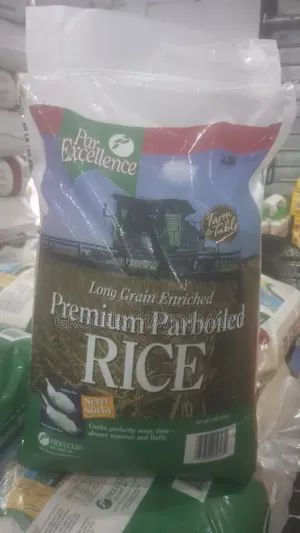 Par
Excellence
Farm
to Table
Long Grain Enriched
Premium Parboiled
RICE
Never
Sticks
Cooks perfectly every time—
always separate and fluffy
PRODUCERS